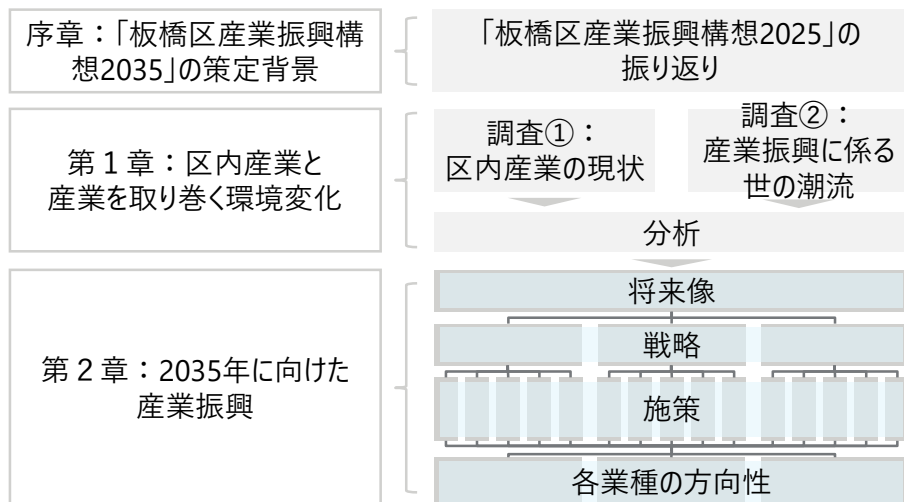 序章：「板橋区産業振興構
想2035」の策定背景
「板橋区産業振興構想2025」の
振り返り
第１章：区内産業と
産業を取り巻く環境変化
調査①：
区内産業の現状
調査②：
産業振興に係る
世の潮流
分析
第２章：2035年に向けた
産業振興
将来像
戦略
施策
各業種の方向性